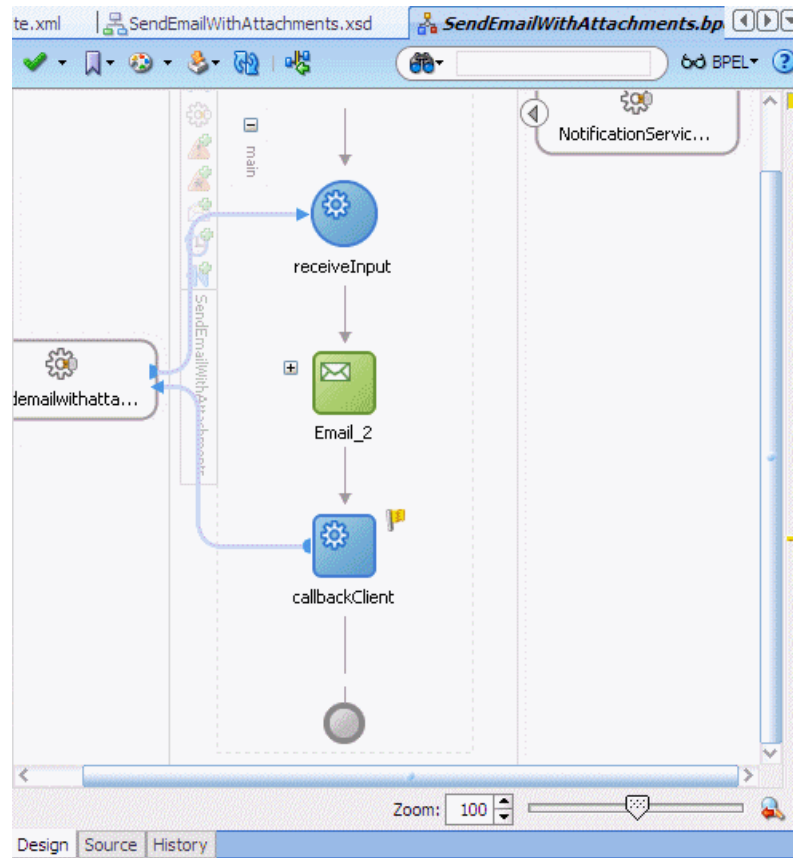 te.xml SendEmailWithAttachments.xsd SendEmailWithAttachments.bp
BPEL
NotificationServic...
main
receiveInput
SendEmailWithAttachments
demailwithatta...
Email_2
callbackClient
Zoom: 100
Design Source History